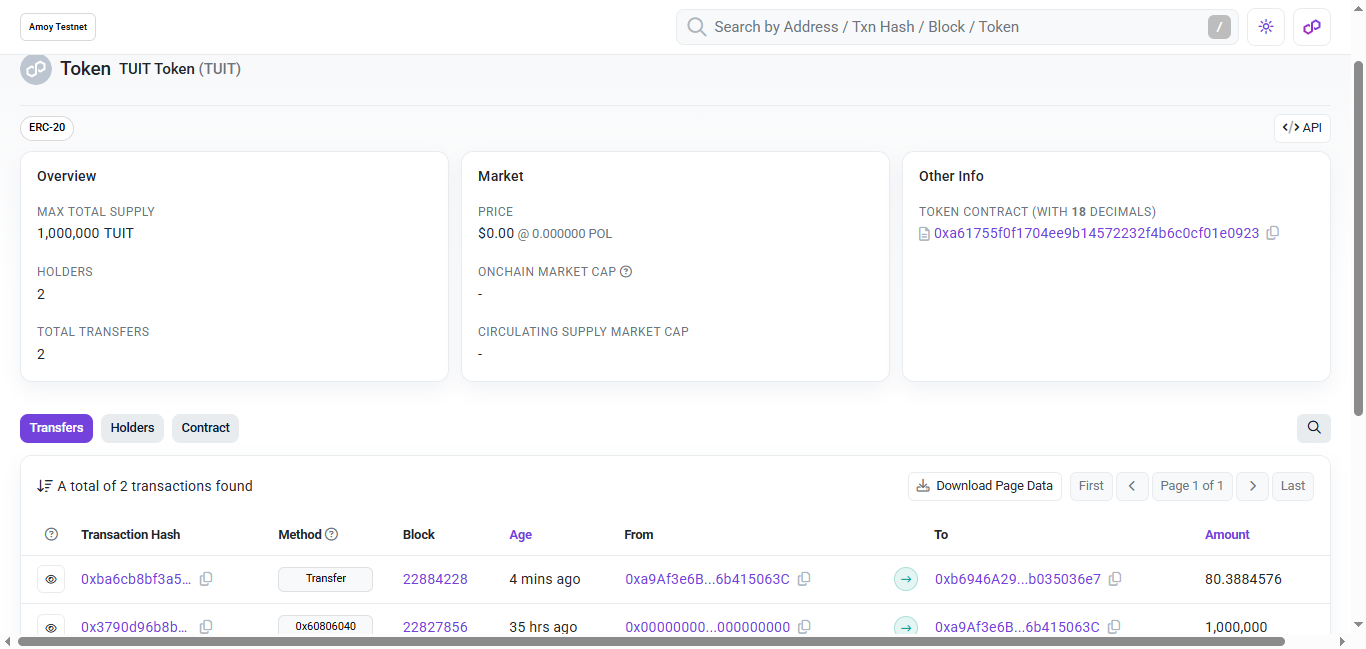 Amoy Testnet
Search by Address / Txn Hash / Block / Token /
Token TUIT Token (TUIT)
ERC-20
</> API
Overview
MAX TOTAL SUPPLY
1,000,000 TUIT
HOLDERS
2
TOTAL TRANSFERS
2
Market
PRICE
$0.00 @ 0.000000 POL
ONCHAIN MARKET CAP
-
CIRCULATING SUPPLY MARKET CAP
-
Other Info
TOKEN CONTRACT (WITH 18 DECIMALS)
0xa61755f0f1704ee9b14572232f4b6c0cf01e0923
Transfers Holders Contract
A total of 2 transactions found
Download Page Data First Page 1 of 1 Last
Transaction Hash Method Block Age From To Amount
0xba6cb8bf3a5... Transfer 22884228 4 mins ago 0xa9Af3e6B...6b415063C 0xb6946A29...b035036e7 80.3884576
0x3790d96b8b... 0x60806040 22827856 35 hrs ago 0x00000000...000000000 0xa9Af3e6B...6b415063C 1,000,000